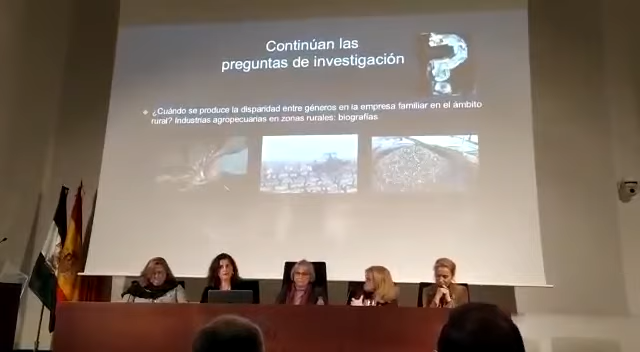 Continúan las
preguntas de investigación
¿Cuándo se produce la disparidad entre géneros en la empresa familiar en el ámbito
rural? Industrias agropecuarias en zonas rurales: biografías